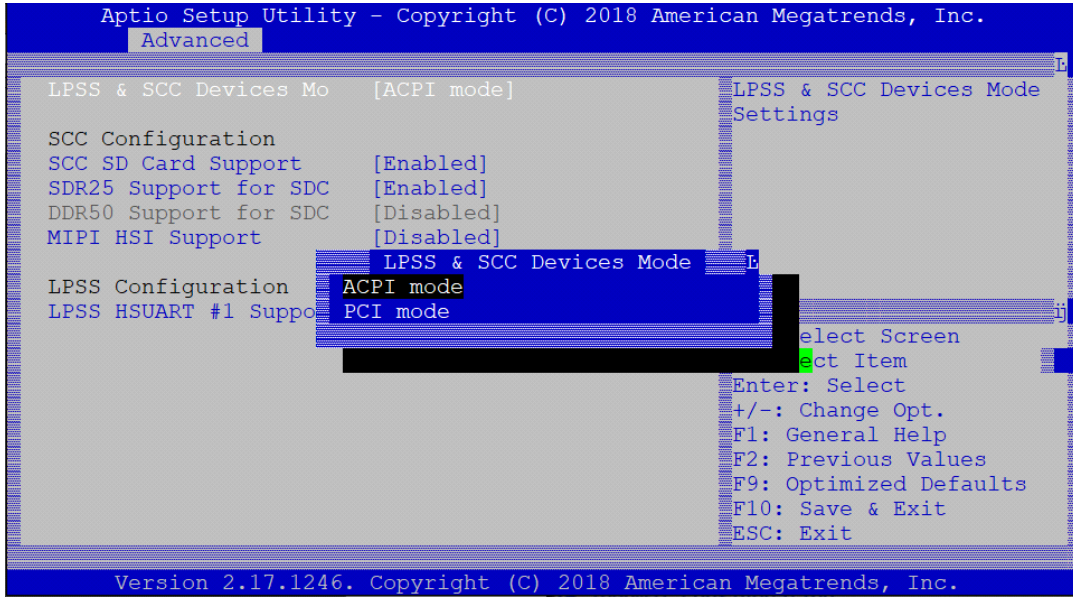 Aptio Setup Utility - Copyright (C) 2018 American Megatrends, Inc.
Advanced
LPSS & SCC Devices Mo [ACPI mode]
SCC Configuration
SCC SD Card Support [Enabled]
SDR25 Support for SDC [Enabled]
DDR50 Support for SDC [Disabled]
MIPI HSI Support [Disabled]
LPSS Configuration
LPSS HSUART #1 Suppo
LPSS & SCC Devices Mode
ACPI mode
PCI mode
LPSS & SCC Devices Mode
Settings
elect Screen
ect Item
Enter: Select
+/-: Change Opt.
F1: General Help
F2: Previous Values
F9: Optimized Defaults
F10: Save & Exit
ESC: Exit
Version 2.17.1246. Copyright (C) 2018 American Megatrends, Inc.